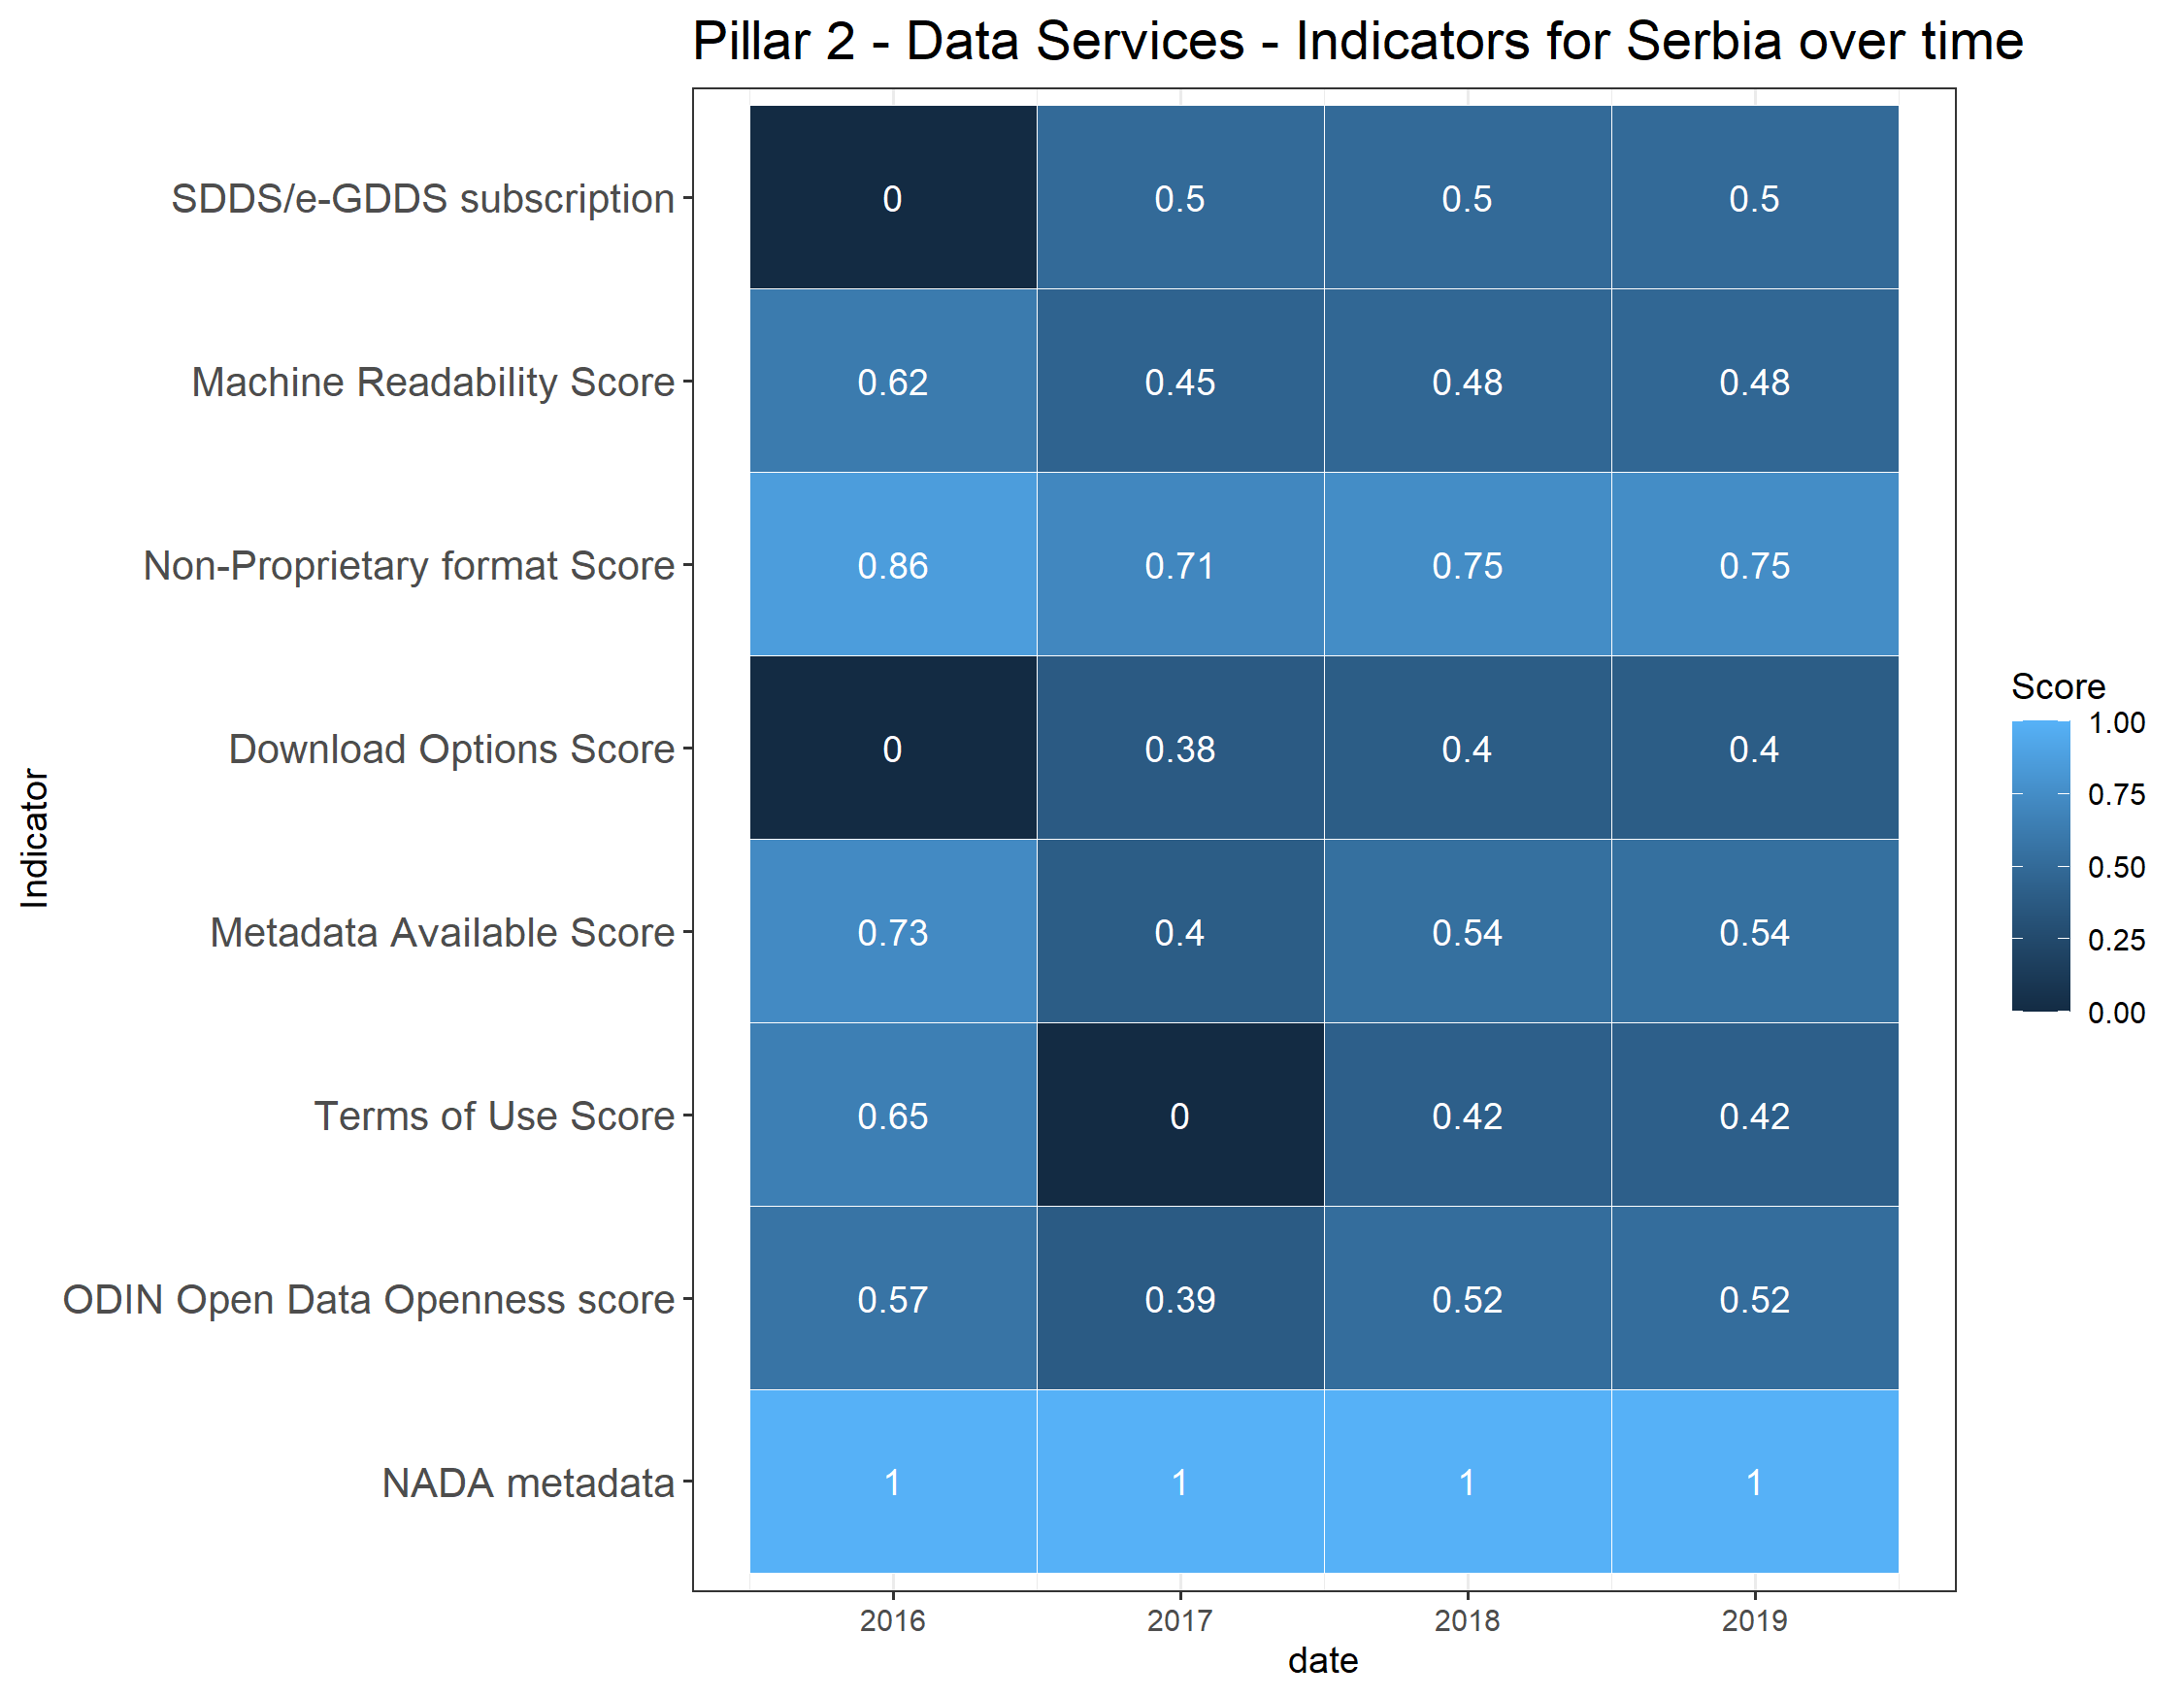 Pillar 2 - Data Services - Indicators for Serbia over time
Indicator
SDDS/e-GDDS subscription 0 0.5 0.5 0.5
Machine Readability Score 0.62 0.45 0.48 0.48
Non-Proprietary format Score 0.86 0.71 0.75 0.75
Download Options Score 0 0.38 0.4 0.4
Metadata Available Score 0.73 0.4 0.54 0.54
Terms of Use Score 0.65 0 0.42 0.42
ODIN Open Data Openness score 0.57 0.39 0.52 0.52
NADA metadata 1 1 1 1
2016 2017 2018 2019
date
Score
1.00
0.75
0.50
0.25
0.00